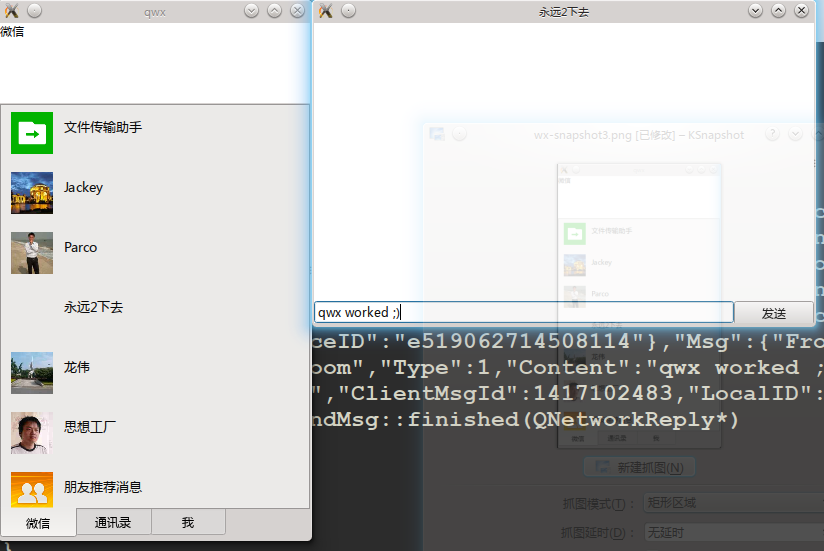 qwx
微信
文件传输助手
Jackey
Parco
永远2下去
龙伟
思想工厂
朋友推荐消息
微信
通讯录
我
永远2下去
wx-snapshot3.png [已修改] – KSnapshot
?
微信
文件传输助手
Jackey
Parco
qwx worked ;)
发送
ceID":"e519062714508114"},"Msg":{"Fro
oom","Type":1,"Content":"qwx worked ;
","ClientMsgId":1417102483,"LocalID":
ndMsg::finished(QNetworkReply*)
微信
通讯录
我
新建抓图(N)
抓图模式(T)：
矩形区域
抓图延时(D)：
无延时
}